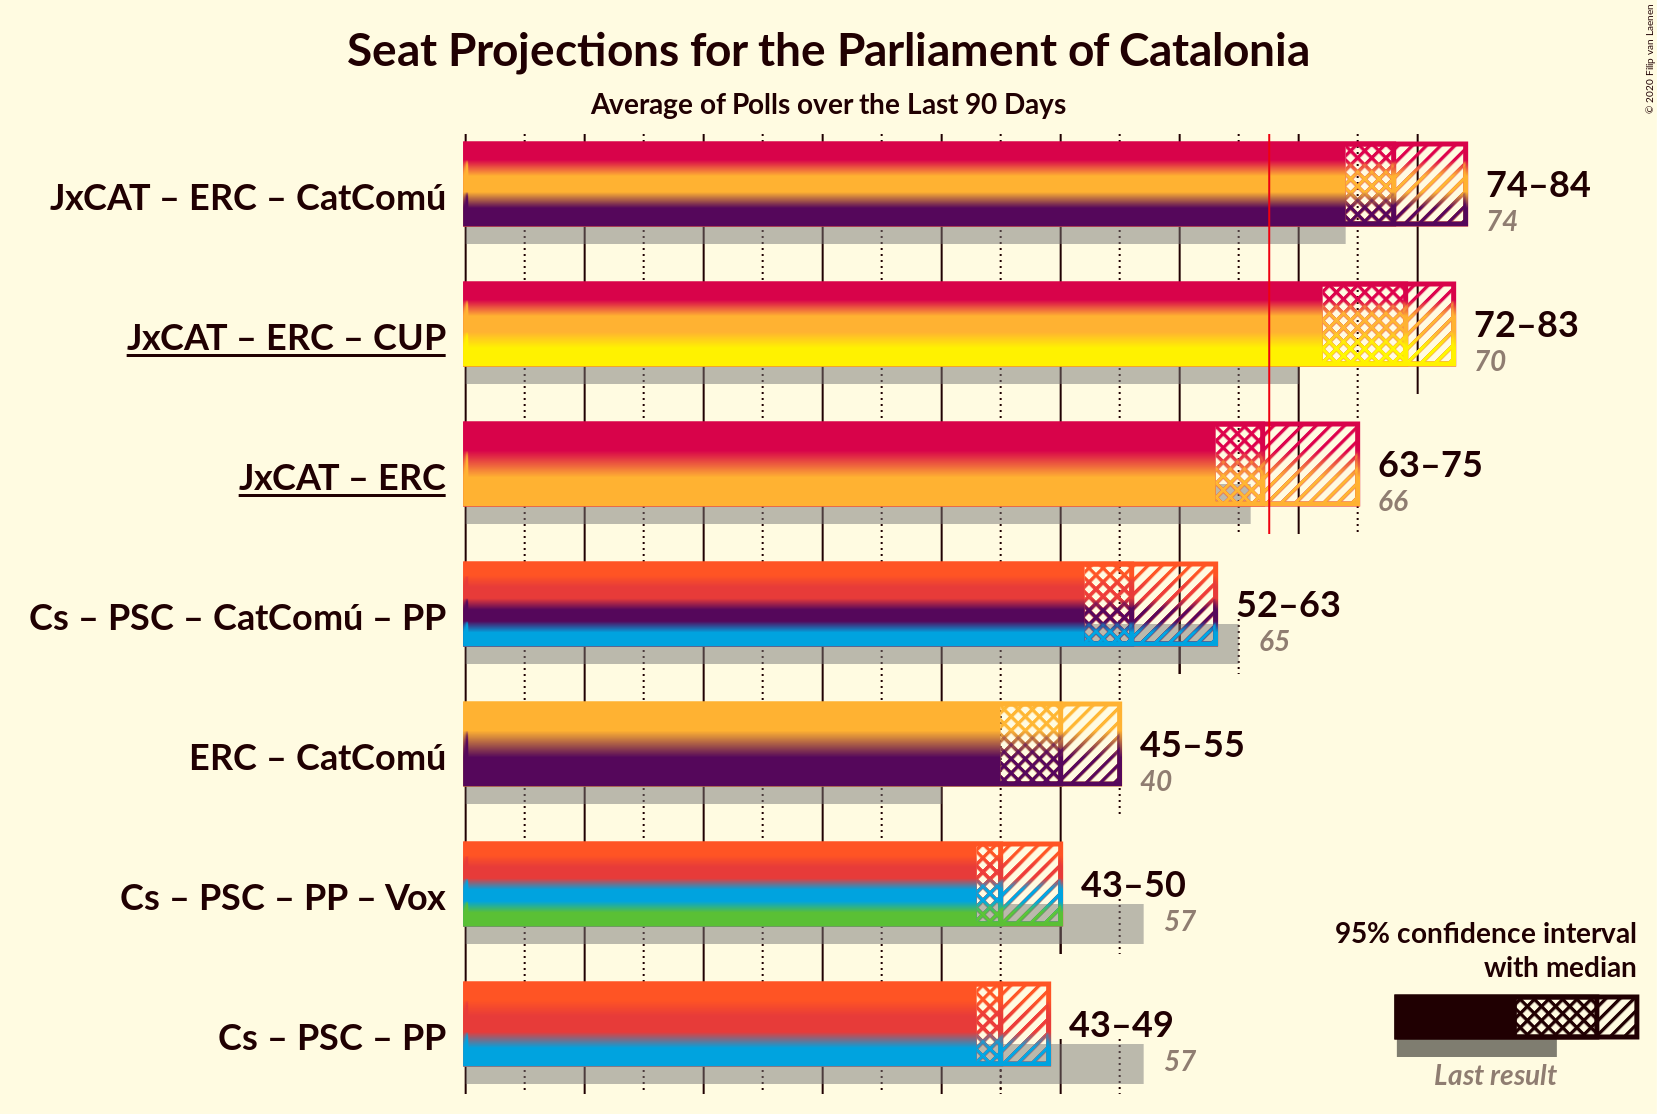 Seat Projections for the Parliament of Catalonia
Average of Polls over the Last 90 Days
© 2020 Filip van Laenen
JxCAT – ERC – CatComú
74–84
74
JxCAT – ERC – CUP
72–83
70
JxCAT – ERC
63–75
66
Cs – PSC – CatComú – PP
52–63
65
ERC – CatComú
45–55
40
Cs – PSC – PP – Vox
43–50
57
Cs – PSC – PP
43–49
57
95% confidence interval
with median
Last result